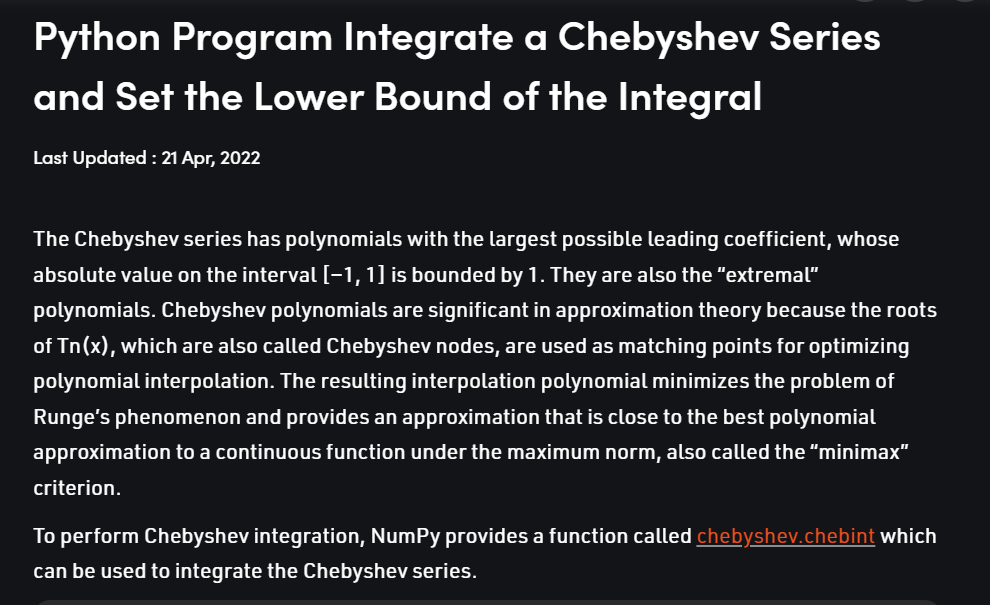 Python Program Integrate a Chebyshev Series
and Set the Lower Bound of the Integral
Last Updated : 21 Apr, 2022
The Chebyshev series has polynomials with the largest possible leading coefficient, whose
absolute value on the interval [−1, 1] is bounded by 1. They are also the “extremal”
polynomials. Chebyshev polynomials are significant in approximation theory because the roots
of Tn(x), which are also called Chebyshev nodes, are used as matching points for optimizing
polynomial interpolation. The resulting interpolation polynomial minimizes the problem of
Runge’s phenomenon and provides an approximation that is close to the best polynomial
approximation to a continuous function under the maximum norm, also called the “minimax”
criterion.
To perform Chebyshev integration, NumPy provides a function called chebyshev.chebint which
can be used to integrate the Chebyshev series.